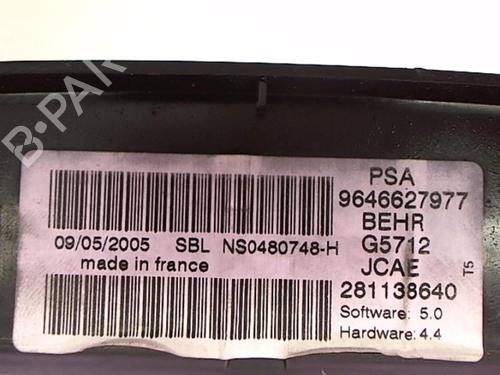 B-PAR
PSA
9646627977
BEHR
09/05/2005 SBL NS0480748-H G5712
made in france JCAE
281138640
T5
Software: 5.0
Hardware: 4.4